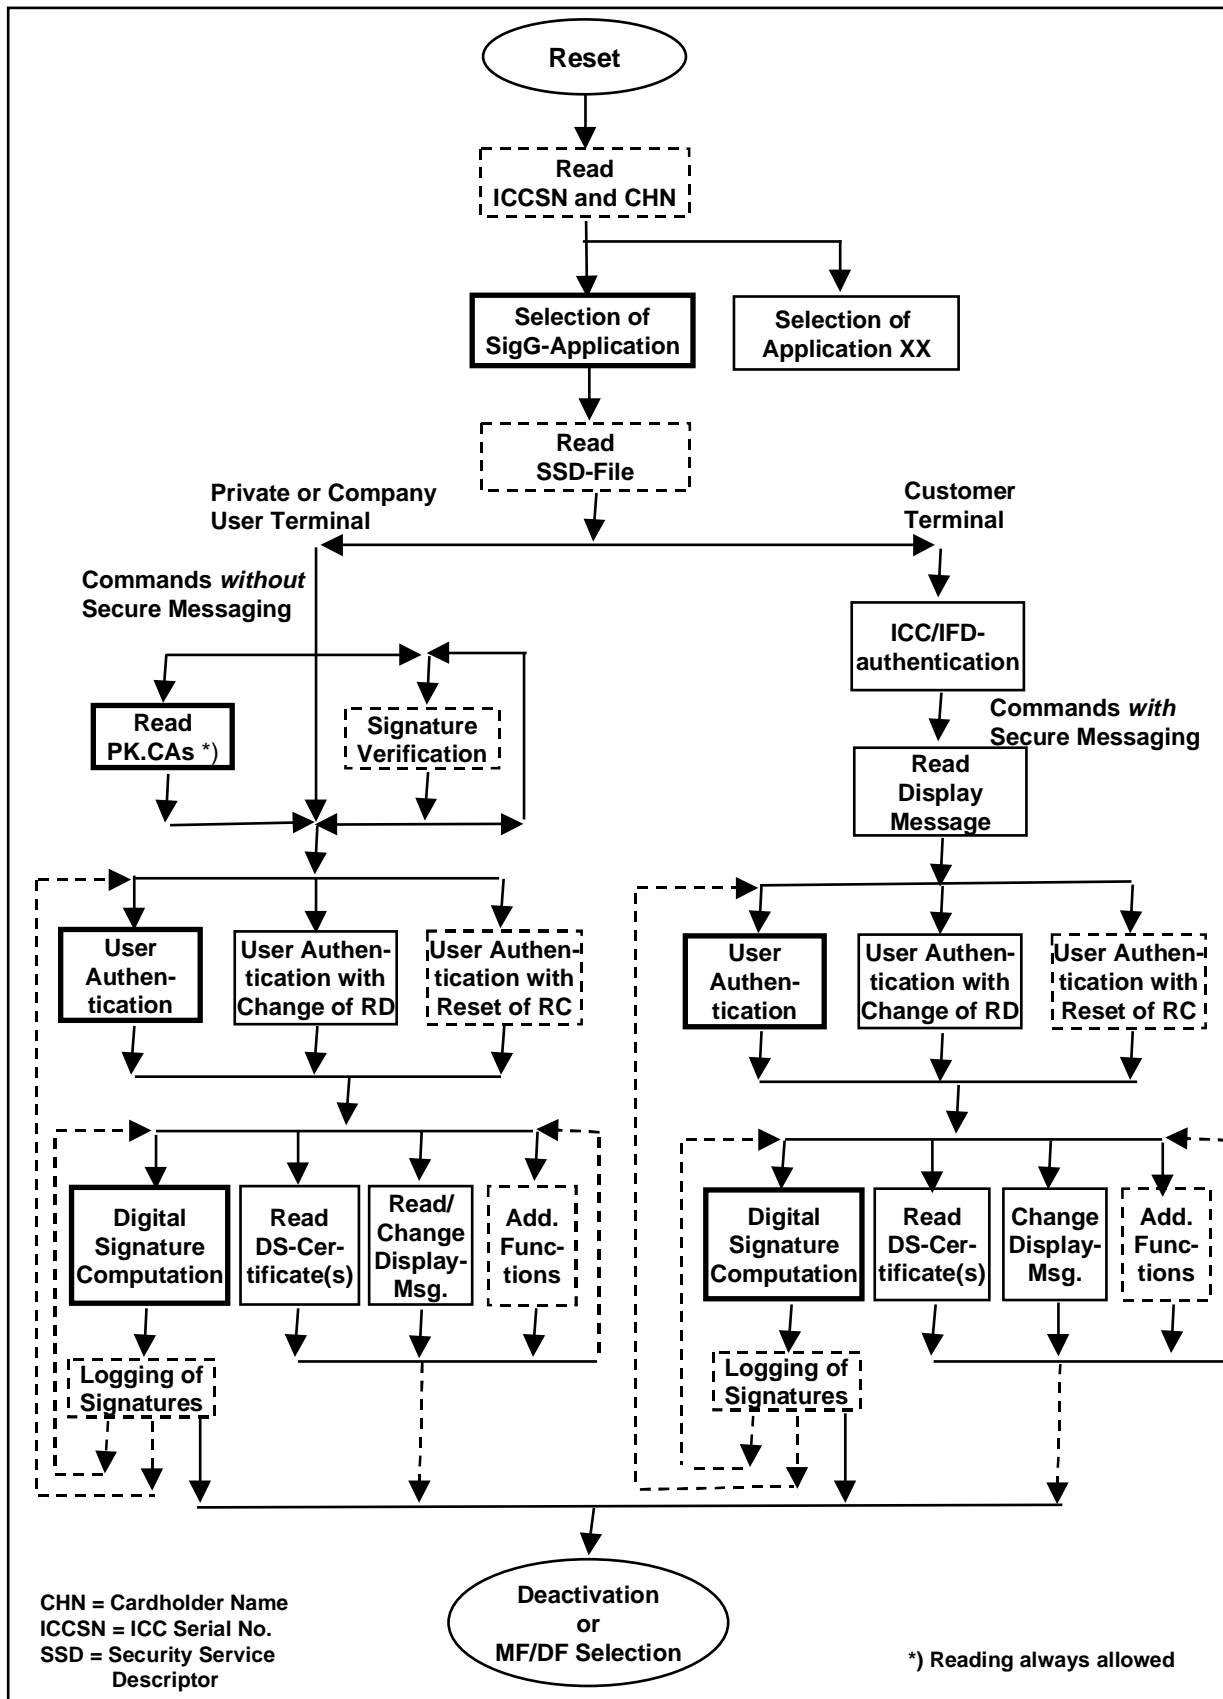 Reset
Read
ICCSN and CHN
Selection of
SigG-Application
Selection of
Application XX
Read
SSD-File
Private or Company
User Terminal
Customer
Terminal
Commands without
Secure Messaging
ICC/IFD-
authentication
Read
PK.CAs *)
Signature
Verification
Commands with
Secure Messaging
Read
Display
Message
User
Authen-
tication
User Authen-
tication with
Change of RD
User Authen-
tication with
Reset of RC
User
Authen-
tication
User Authen-
tication with
Change of RD
User Authen-
tication with
Reset of RC
Digital
Signature
Computation
Read
DS-Cer-
tificate(s)
Read/
Change
Display-
Msg.
Add.
Func-
tions
Digital
Signature
Computation
Read
DS-Cer-
tificate(s)
Change
Display-
Msg.
Add.
Func-
tions
Logging of
Signatures
Logging of
Signatures
Deactivation
or
MF/DF Selection
CHN = Cardholder Name
ICCSN = ICC Serial No.
SSD = Security Service
Descriptor
*) Reading always allowed